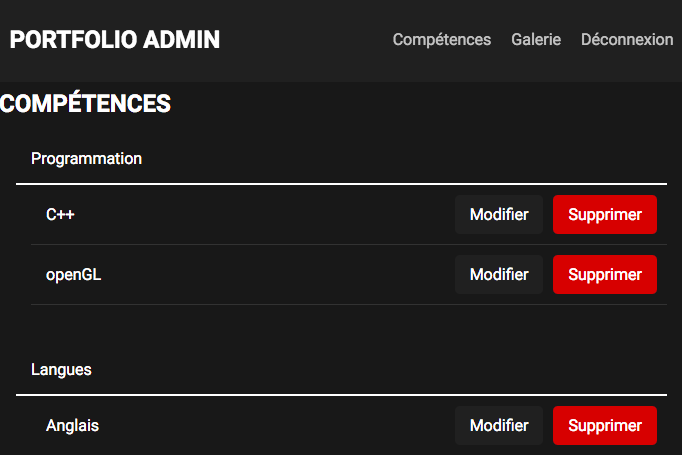 PORTFOLIO ADMIN Compétences Galerie Déconnexion
COMPÉTENCES
Programmation
C++ Modifier Supprimer
openGL Modifier Supprimer
Langues
Anglais Modifier Supprimer